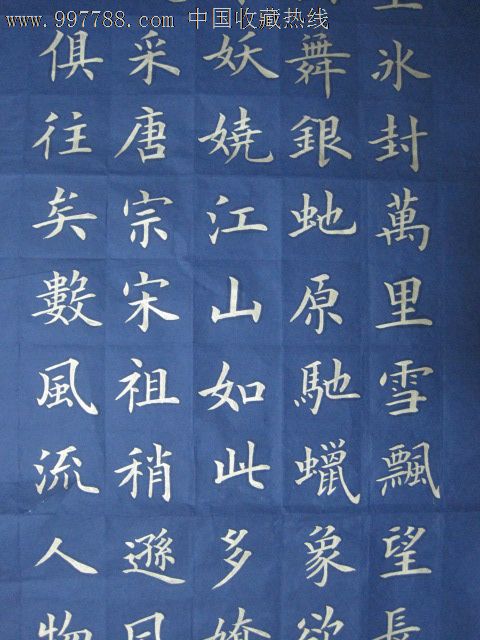 www.997788.com 中国收藏热线
氷封萬里雪飄望長
舞銀虵原馳蠟象欲
妖嬈江山如此多嬌
采唐宗宋祖稍遜風
俱往矣數風流人物